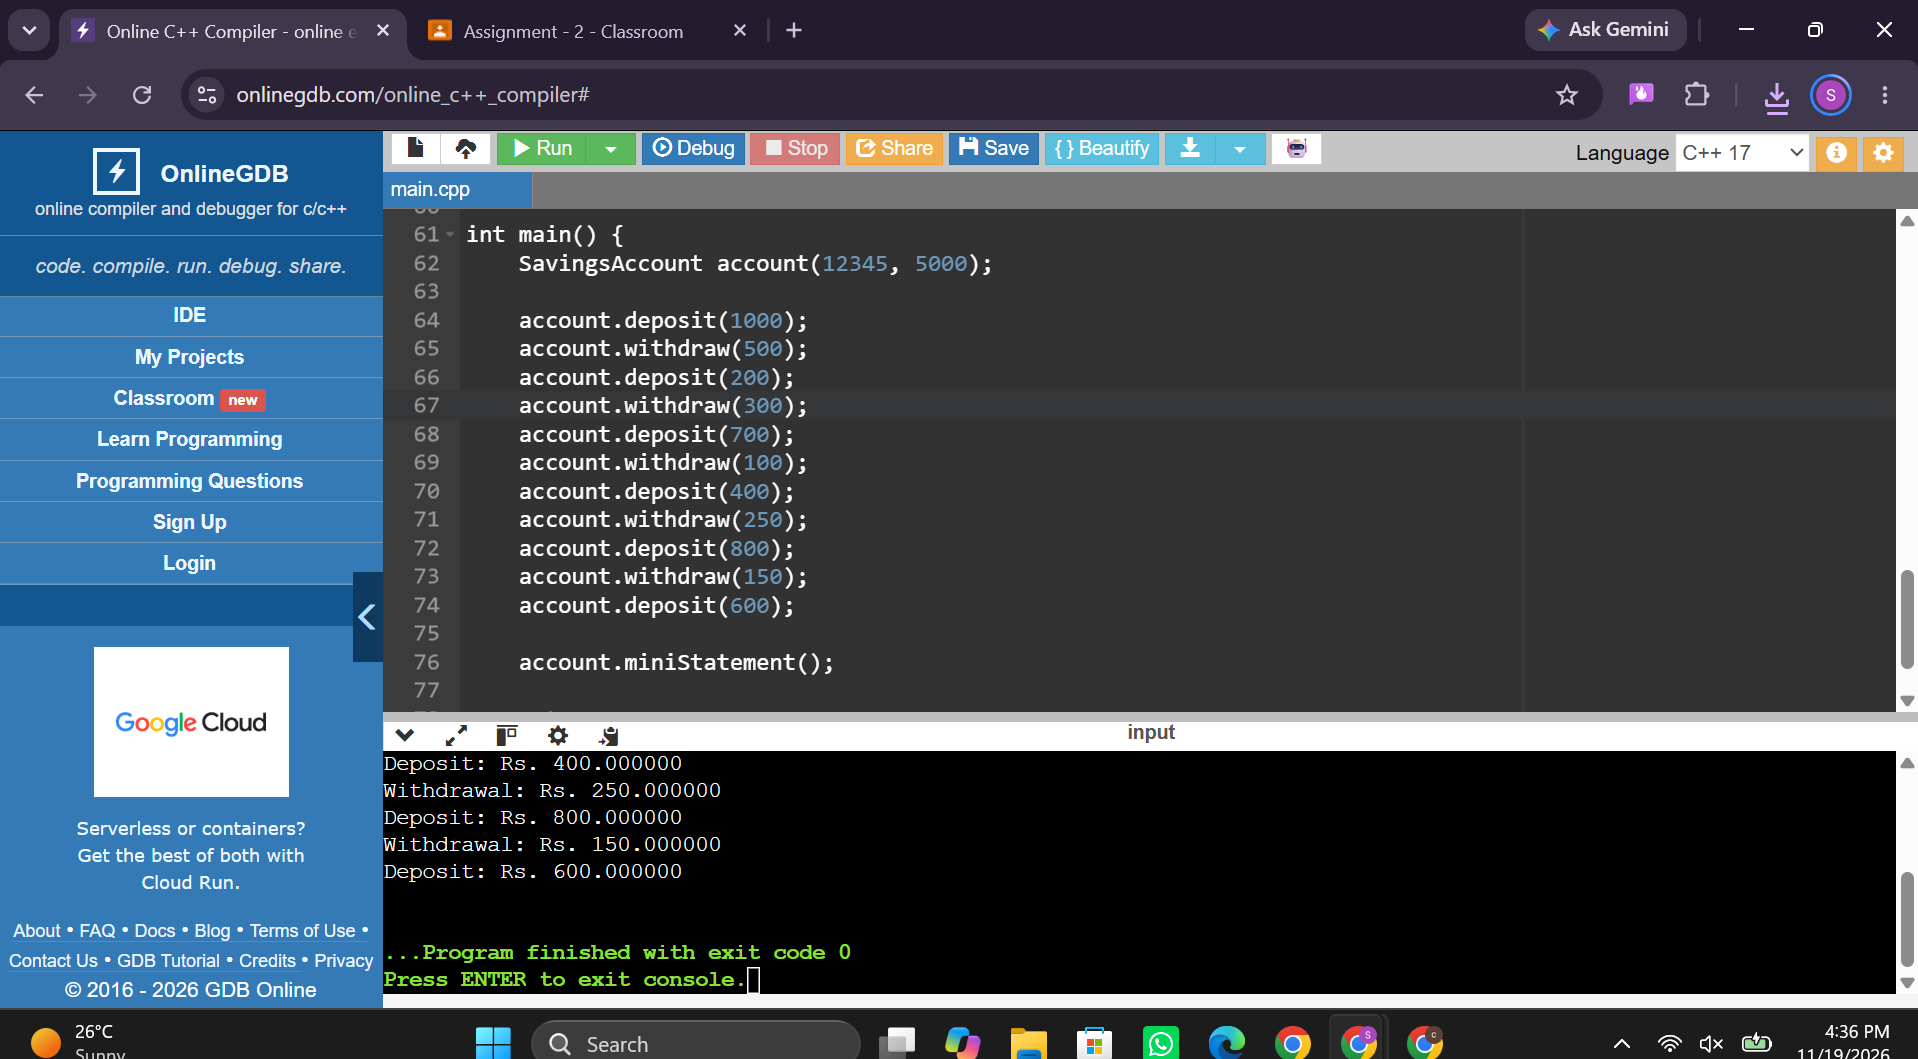 Online C++ Compiler - online e
Assignment - 2 - Classroom
Ask Gemini
onlinegdb.com/online_c++_compiler#
S
OnlineGDB
online compiler and debugger for c/c++
code. compile. run. debug. share.
IDE
My Projects
Classroom new
Learn Programming
Programming Questions
Sign Up
Login
Google Cloud
Serverless or containers?
Get the best of both with
Cloud Run.
About • FAQ • Docs • Blog • Terms of Use •
Contact Us • GDB Tutorial • Credits • Privacy
© 2016 - 2026 GDB Online
Run
Debug
Stop
Share
Save
{ } Beautify
Language C++ 17
main.cpp
60
61 int main() {
62 SavingsAccount account(12345, 5000);
63
64 account.deposit(1000);
65 account.withdraw(500);
66 account.deposit(200);
67 account.withdraw(300);
68 account.deposit(700);
69 account.withdraw(100);
70 account.deposit(400);
71 account.withdraw(250);
72 account.deposit(800);
73 account.withdraw(150);
74 account.deposit(600);
75
76 account.miniStatement();
77
input
Deposit: Rs. 400.000000
Withdrawal: Rs. 250.000000
Deposit: Rs. 800.000000
Withdrawal: Rs. 150.000000
Deposit: Rs. 600.000000
...Program finished with exit code 0
Press ENTER to exit console.
26°C
Sunny
Search
4:36 PM
11/19/2026